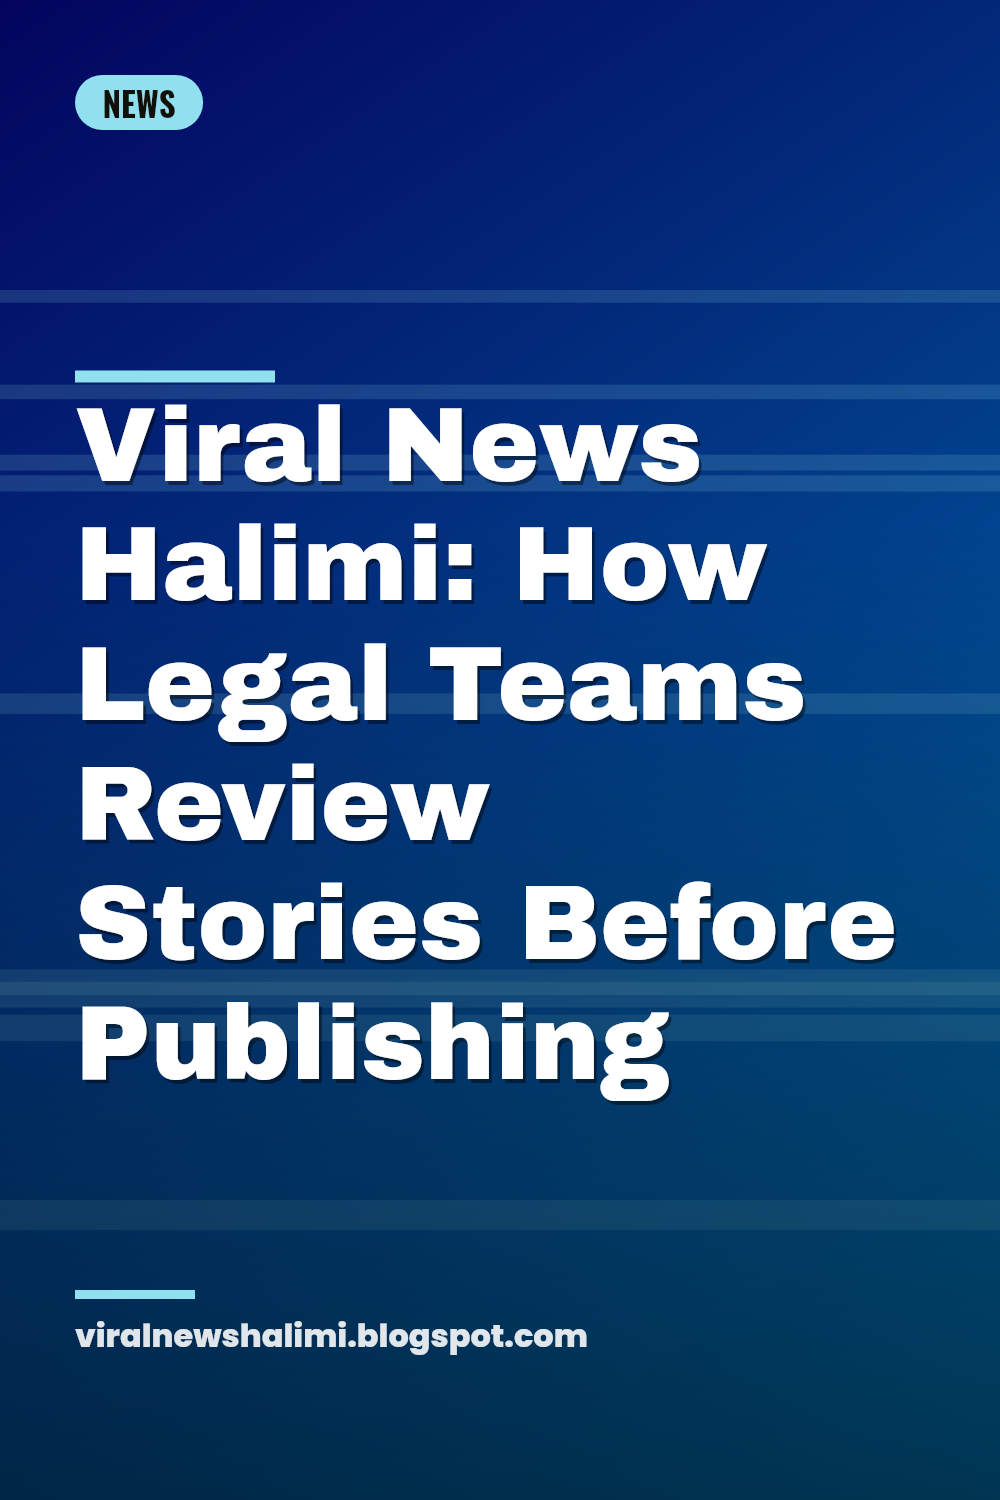 NEWS
Viral News
Halimi: How
Legal Teams
Review
Stories Before
Publishing
viralnewshalimi.blogspot.com